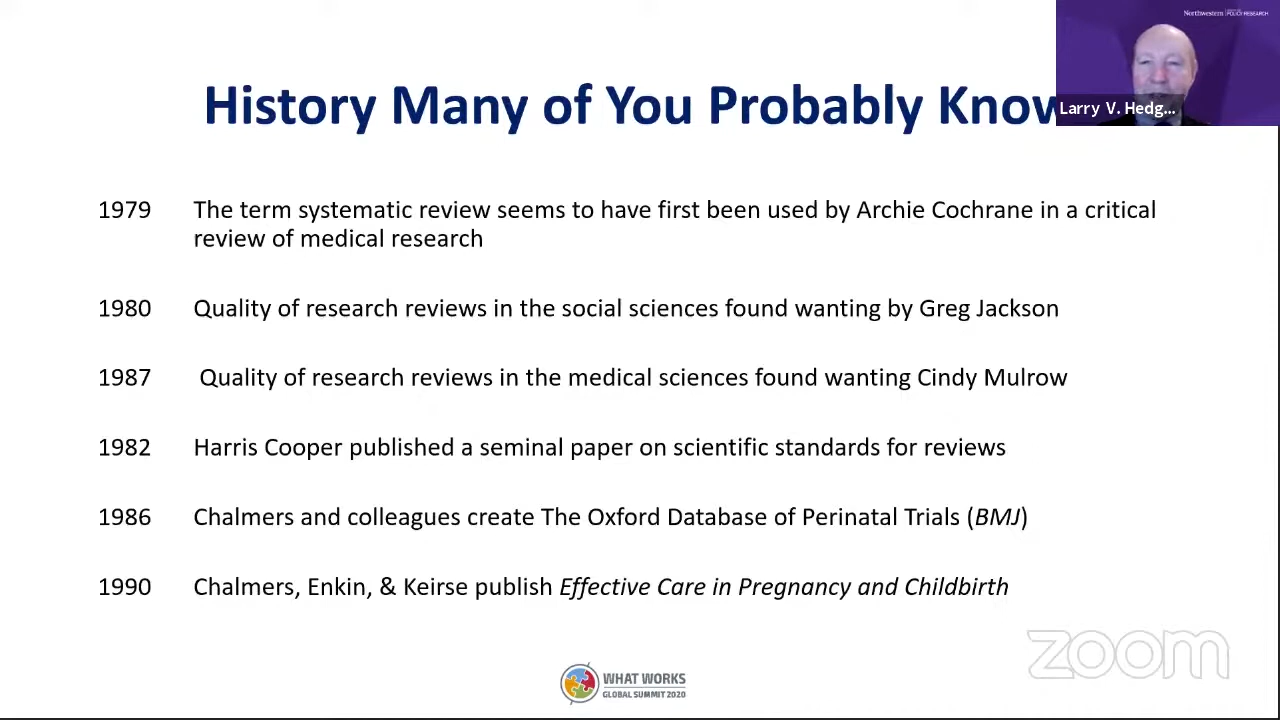 Northwestern
POLICY RESEARCH
History Many of You Probably Know
Larry V. Hedg...
1979 The term systematic review seems to have first been used by Archie Cochrane in a critical
review of medical research
1980 Quality of research reviews in the social sciences found wanting by Greg Jackson
1987 Quality of research reviews in the medical sciences found wanting Cindy Mulrow
1982 Harris Cooper published a seminal paper on scientific standards for reviews
1986 Chalmers and colleagues create The Oxford Database of Perinatal Trials (BMJ)
1990 Chalmers, Enkin, & Keirse publish Effective Care in Pregnancy and Childbirth
zoom
WHAT WORKS
GLOBAL SUMMIT 2020